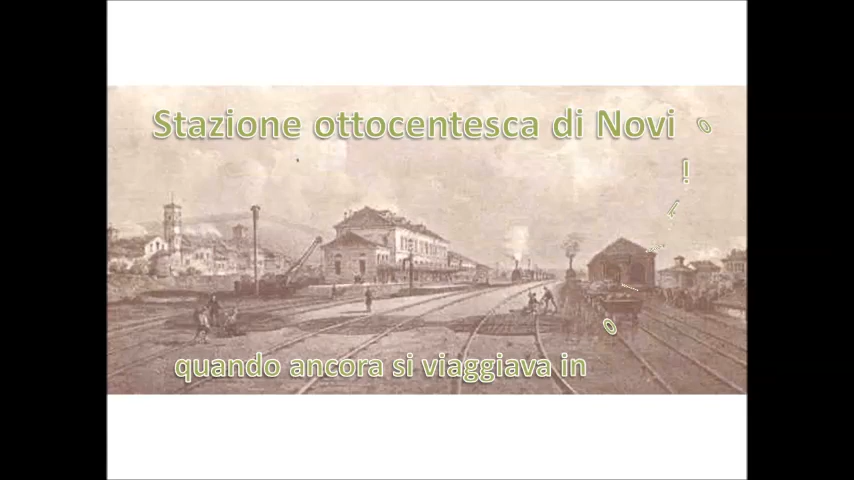 Stazione ottocentesca di Novi
quando ancora si viaggiava in